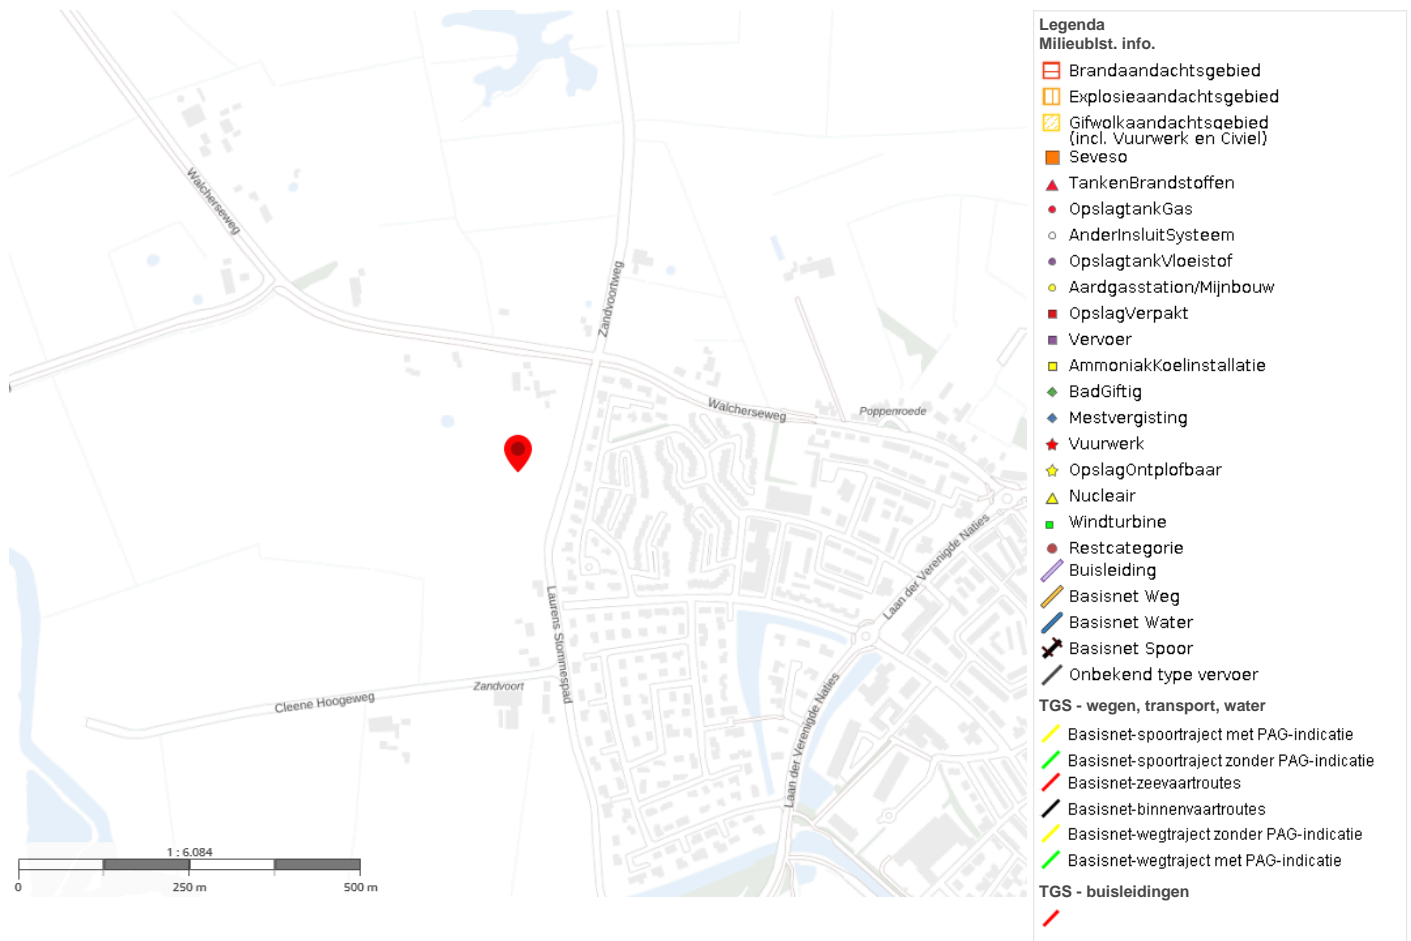 Walcherseweg
Zandvoortweg
Walcherseweg
Poppenroede
Laan der Verenigde Naties
Laurens Stommespad
Zandvoort
Cleene Hoogeweg
Laan der Verenigde Naties
1 : 6.084
0
250 m
500 m
Legenda
Milieublst. info.
Brandaandachtsgebied
Explosieaandachtsgebied
Gifwolkaandachtsgebied
(incl. Vuurwerk en Civiel)
Seveso
TankenBrandstoffen
OpslagtankGas
AnderInsluitSysteem
OpslagtankVloeistof
Aardgasstation/Mijnbouw
OpslagVerpakt
Vervoer
AmmoniakKoelinstallatie
BadGiftig
Mestvergisting
Vuurwerk
OpslagOntplofbaar
Nucleair
Windturbine
Restcategorie
Buisleiding
Basisnet Weg
Basisnet Water
Basisnet Spoor
Onbekend type vervoer
TGS - wegen, transport, water
Basisnet-spoortraject met PAG-indicatie
Basisnet-spoortraject zonder PAG-indicatie
Basisnet-zeevaartroutes
Basisnet-binnenvaartroutes
Basisnet-wegtraject zonder PAG-indicatie
Basisnet-wegtraject met PAG-indicatie
TGS - buisleidingen